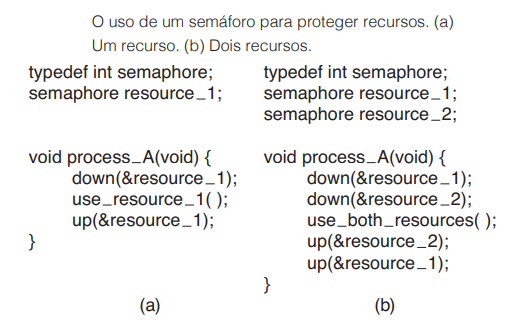 O uso de um semáforo para proteger recursos. (a)
Um recurso. (b) Dois recursos.
typedef int semaphore;
semaphore resource_1;
void process_A(void) {
down(&resource_1);
use_resource_1( );
up(&resource_1);
}
(a)
typedef int semaphore;
semaphore resource_1;
semaphore resource_2;
void process_A(void) {
down(&resource_1);
down(&resource_2);
use_both_resources( );
up(&resource_2);
up(&resource_1);
}
(b)